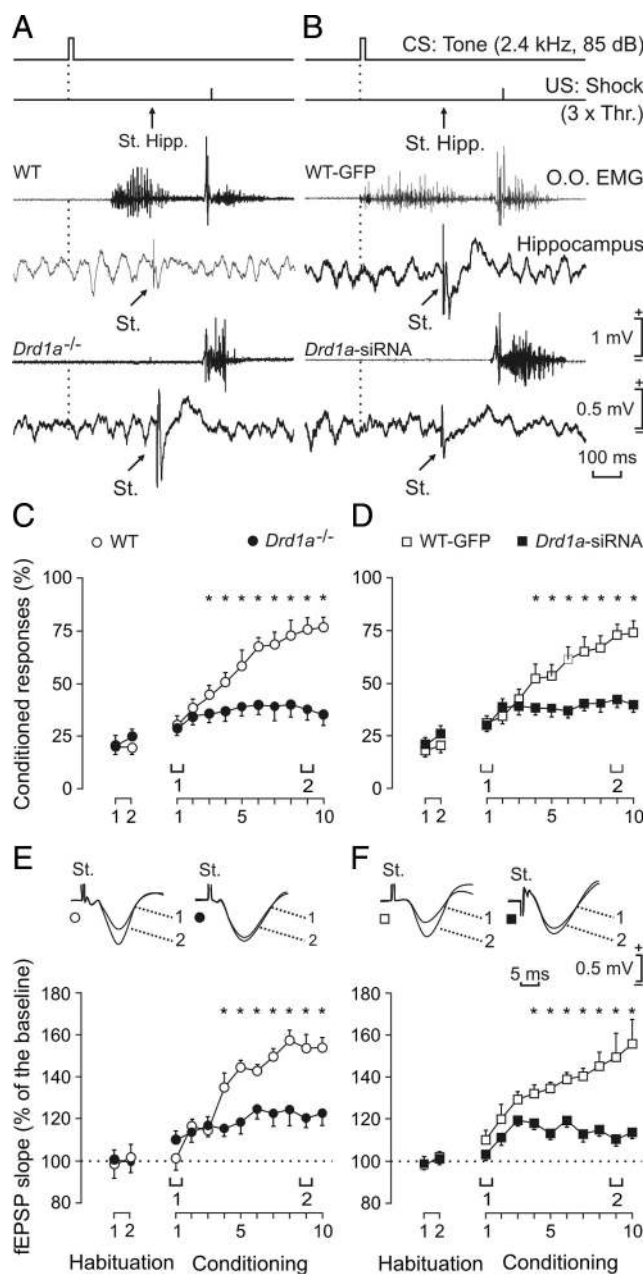 A
B
CS: Tone (2.4 kHz, 85 dB)
US: Shock
(3 x Thr.)
St. Hipp.
St. Hipp.
WT
WT-GFP
O.O. EMG
Hippocampus
St.
St.
+
1 mV
–
Drd1a-/-
Drd1a-siRNA
+
0.5 mV
–
St.
St.
100 ms
C
WT
Drd1a-/-
D
WT-GFP
Drd1a-siRNA
Conditioned responses (%)
100
75
50
25
0
* * * * * * * *
1 2
1
2
1 5 10
100
75
50
25
0
* * * * * * *
1 2
1
2
1 5 10
E
St.
St.
1
2
1
2
F
St.
St.
1
2
1
2
5 ms
+
0.5 mV
–
fEPSP slope (% of the baseline)
180
160
140
120
100
80
* * * * * * *
1
2
1 2
1 5 10
Habituation
Conditioning
180
160
140
120
100
80
* * * * * * *
1
2
1 2
1 5 10
Habituation
Conditioning